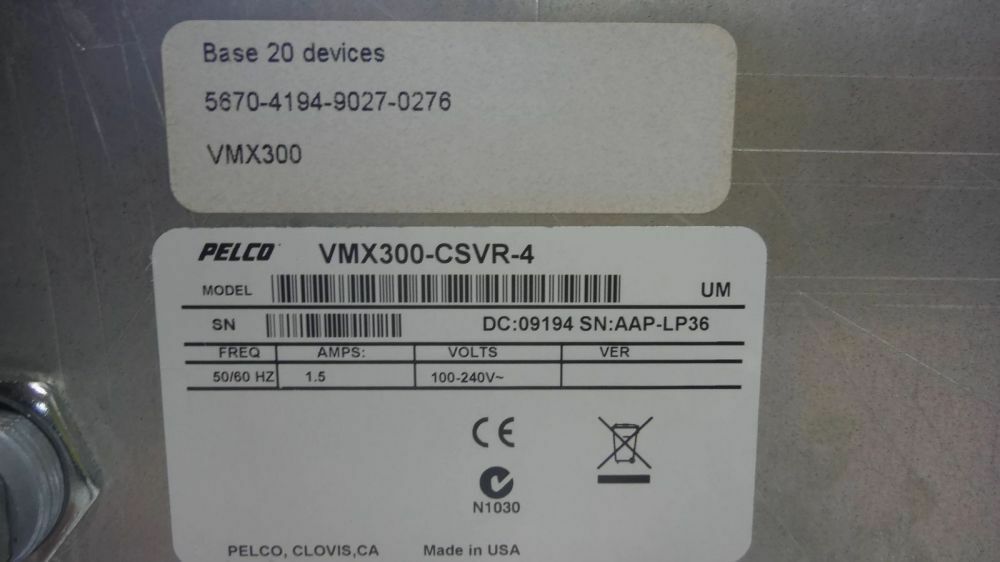 Base 20 devices
5670-4194-9027-0276
VMX300
PELCO VMX300-CSVR-4
MODEL UM
SN DC:09194 SN:AAP-LP36
FREQ AMPS: VOLTS VER
50/60 HZ 1.5 100-240V~
CE
N1030
PELCO, CLOVIS,CA Made in USA